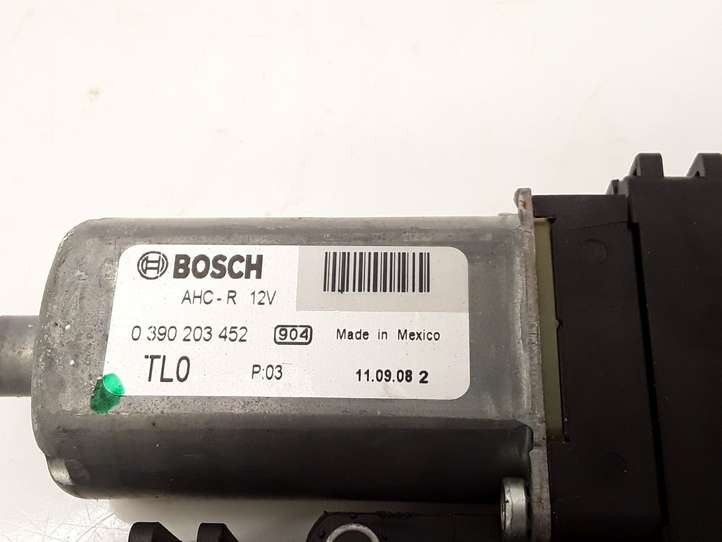 BOSCH
AHC-R 12V
0 390 203 452 904 Made in Mexico
TL0 P:03 11.09.08 2